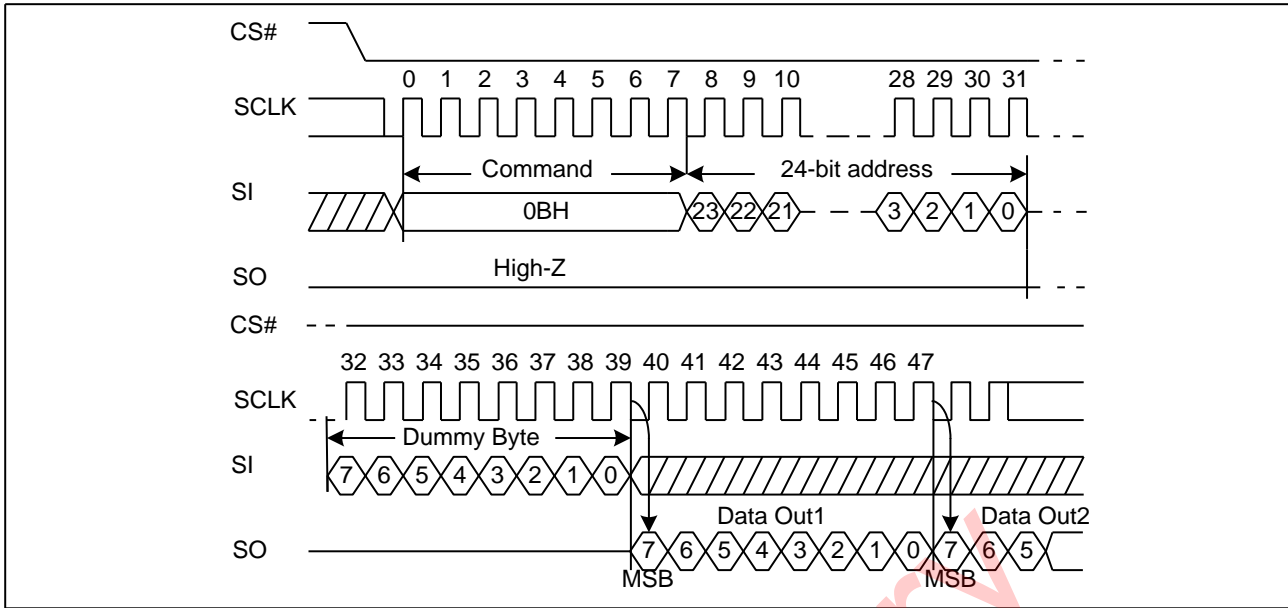 CS#
0 1 2 3 4 5 6 7 8 9 10 28 29 30 31
SCLK
Command 24-bit address
SI
0BH 23 22 21 3 2 1 0
High-Z
SO
CS#
32 33 34 35 36 37 38 39 40 41 42 43 44 45 46 47
SCLK
Dummy Byte
SI
7 6 5 4 3 2 1 0
Data Out1 Data Out2
SO
7 6 5 4 3 2 1 0 7 6 5
MSB MSB